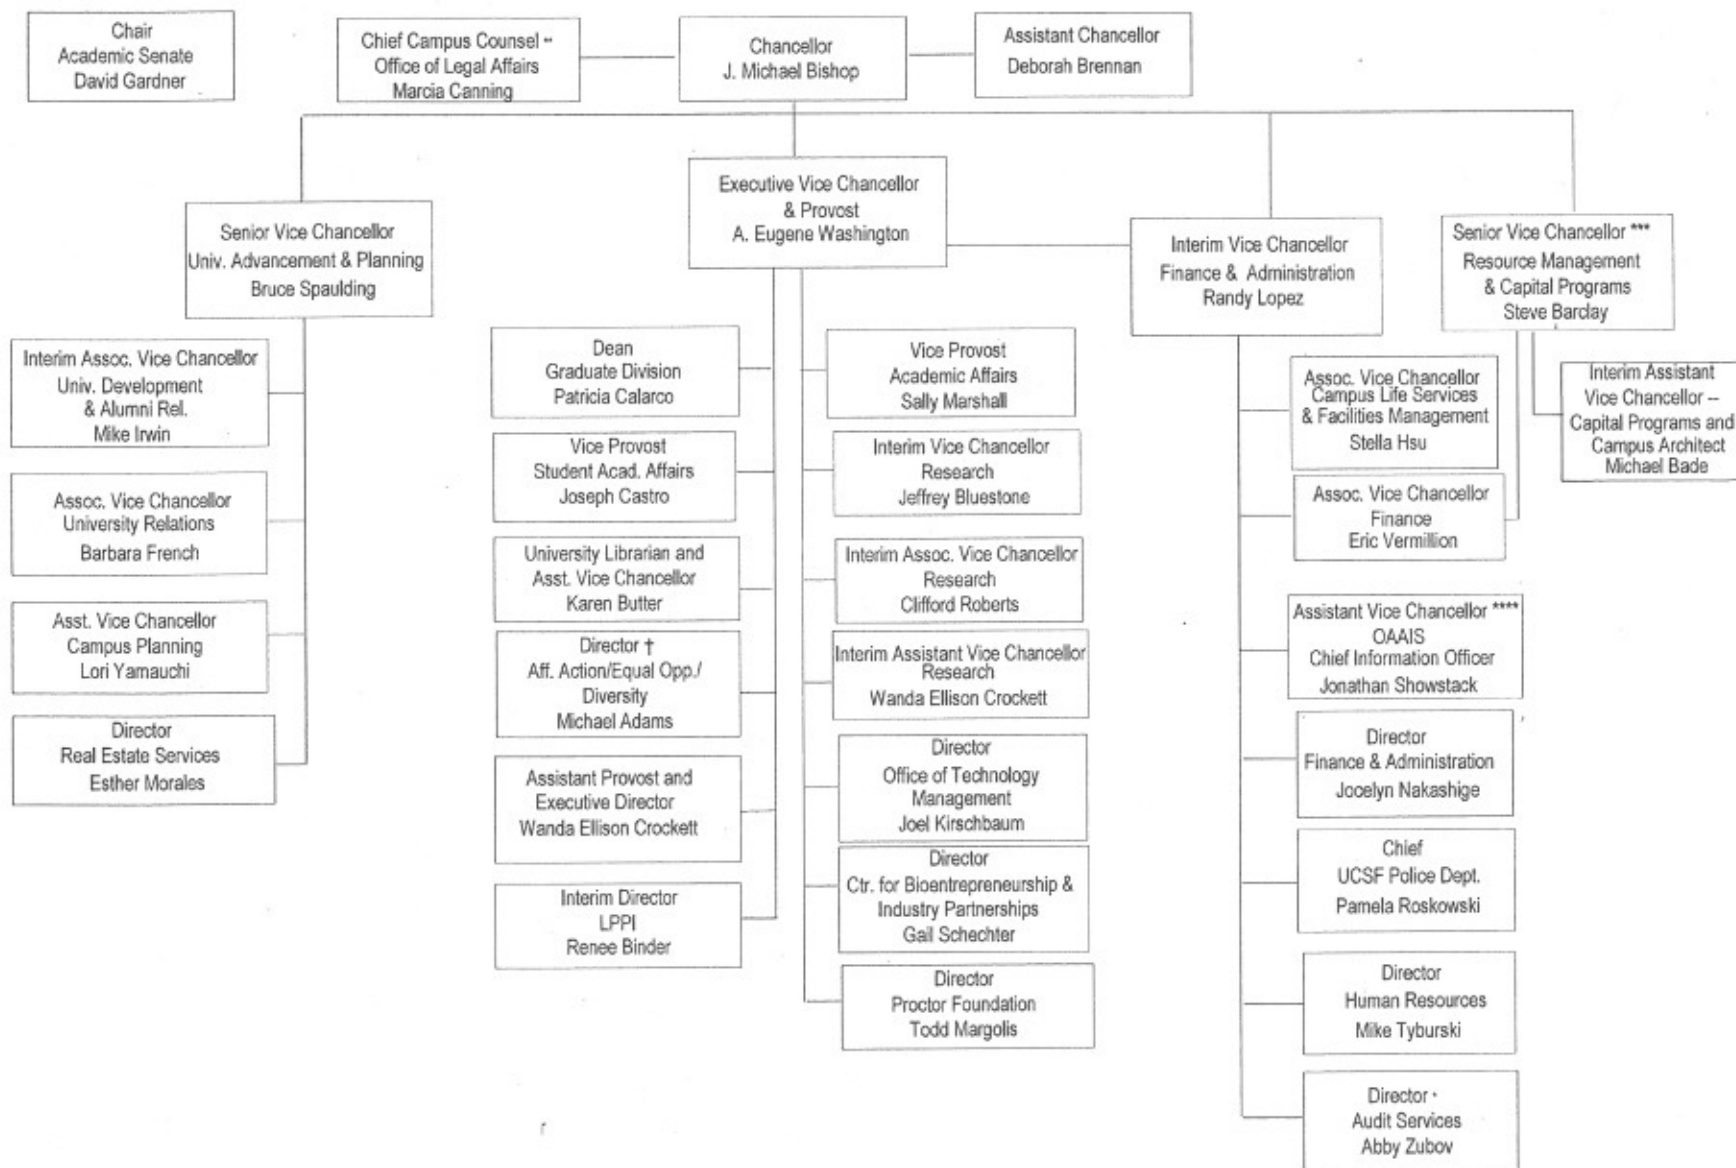 Chair
Academic Senate
David Gardner
Chief Campus Counsel **
Office of Legal Affairs
Marcia Canning
Chancellor
J. Michael Bishop
Assistant Chancellor
Deborah Brennan
Senior Vice Chancellor
Univ. Advancement & Planning
Bruce Spaulding
Executive Vice Chancellor
& Provost
A. Eugene Washington
Interim Vice Chancellor
Finance & Administration
Randy Lopez
Senior Vice Chancellor ***
Resource Management
& Capital Programs
Steve Barclay
Interim Assoc. Vice Chancellor
Univ. Development
& Alumni Rel.
Mike Irwin
Assoc. Vice Chancellor
University Relations
Barbara French
Asst. Vice Chancellor
Campus Planning
Lori Yamauchi
Director
Real Estate Services
Esther Morales
Dean
Graduate Division
Patricia Calarco
Vice Provost
Student Acad. Affairs
Joseph Castro
University Librarian and
Asst. Vice Chancellor
Karen Butter
Director †
Aff. Action/Equal Opp./
Diversity
Michael Adams
Assistant Provost and
Executive Director
Wanda Ellison Crockett
Interim Director
LPPI
Renee Binder
Vice Provost
Academic Affairs
Sally Marshall
Interim Vice Chancellor
Research
Jeffrey Bluestone
Interim Assoc. Vice Chancellor
Research
Clifford Roberts
Interim Assistant Vice Chancellor
Research
Wanda Ellison Crockett
Director
Office of Technology
Management
Joel Kirschbaum
Director
Ctr. for Bioentrepreneurship &
Industry Partnerships
Gail Schechter
Director
Proctor Foundation
Todd Margolis
Assoc. Vice Chancellor
Campus Life Services
& Facilities Management
Stella Hsu
Assoc. Vice Chancellor
Finance
Eric Vermillion
Assistant Vice Chancellor ****
OAAIS
Chief Information Officer
Jonathan Showstack
Director
Finance & Administration
Jocelyn Nakashige
Chief
UCSF Police Dept.
Pamela Roskowski
Director
Human Resources
Mike Tyburski
Director *
Audit Services
Abby Zubov
Interim Assistant
Vice Chancellor --
Capital Programs and
Campus Architect
Michael Bade